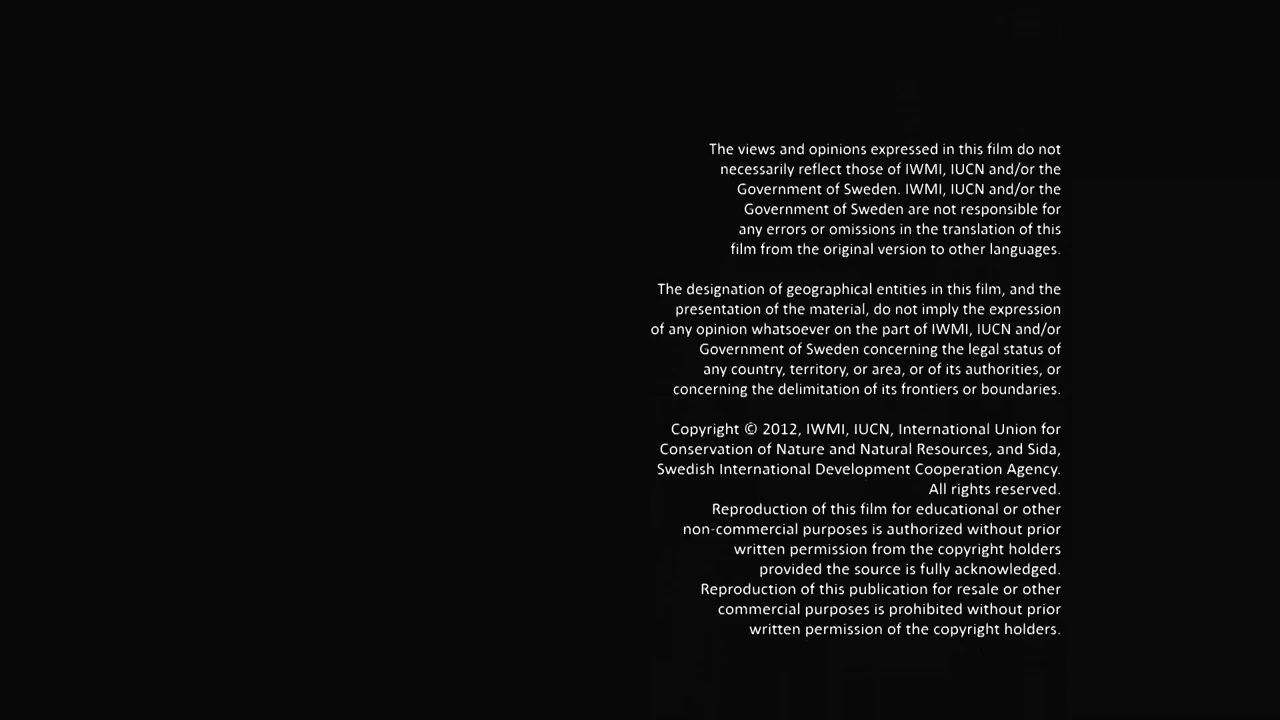 The views and opinions expressed in this film do not
necessarily reflect those of IWMI, IUCN and/or the
Government of Sweden. IWMI, IUCN and/or the
Government of Sweden are not responsible for
any errors or omissions in the translation of this
film from the original version to other languages.
The designation of geographical entities in this film, and the
presentation of the material, do not imply the expression
of any opinion whatsoever on the part of IWMI, IUCN and/or
Government of Sweden concerning the legal status of
any country, territory, or area, or of its authorities, or
concerning the delimitation of its frontiers or boundaries.
Copyright © 2012, IWMI, IUCN, International Union for
Conservation of Nature and Natural Resources, and Sida,
Swedish International Development Cooperation Agency.
All rights reserved.
Reproduction of this film for educational or other
non-commercial purposes is authorized without prior
written permission from the copyright holders
provided the source is fully acknowledged.
Reproduction of this publication for resale or other
commercial purposes is prohibited without prior
written permission of the copyright holders.